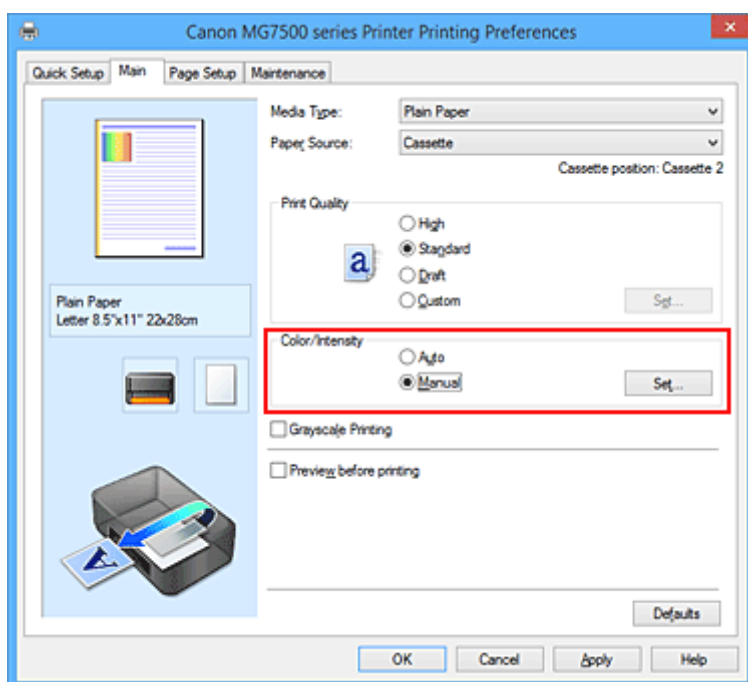 Canon MG7500 series Printer Printing Preferences
Quick Setup Main Page Setup Maintenance
Media Type: Plain Paper
Paper Source: Cassette
Cassette position: Cassette 2
Print Quality
High
Standard
Draft
Custom Set...
a
Plain Paper
Letter 8.5"x11" 22x28cm
Color/Intensity
Auto
Manual Set...
Grayscale Printing
Preview before printing
A
Defaults
OK Cancel Apply Help